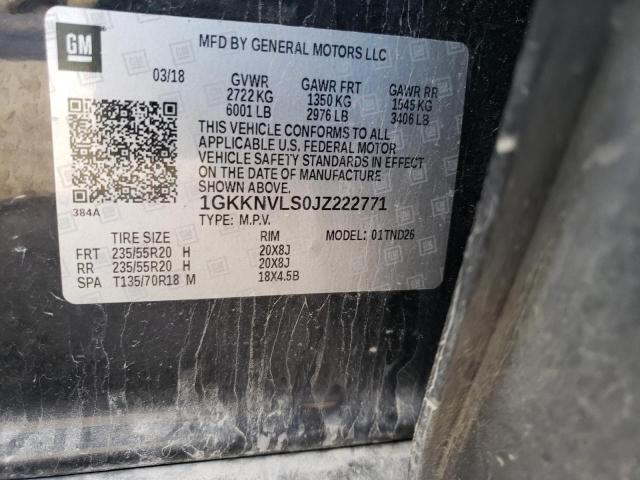 GM
MFD BY GENERAL MOTORS LLC
03/18 GVWR GAWR FRT GAWR RR
2722 KG 1350 KG 1545 KG
6001 LB 2976 LB 3406 LB
THIS VEHICLE CONFORMS TO ALL
APPLICABLE U.S. FEDERAL MOTOR
VEHICLE SAFETY STANDARDS IN EFFECT
ON THE DATE OF MANUFACTURE
SHOWN ABOVE.
384A
1GKKNVLS0JZ222771
TYPE: M.P.V.
TIRE SIZE RIM MODEL: 01TND26
FRT 235/55R20 H 20X8J
RR 235/55R20 H 20X8J
SPA T135/70R18 M 18X4.5B